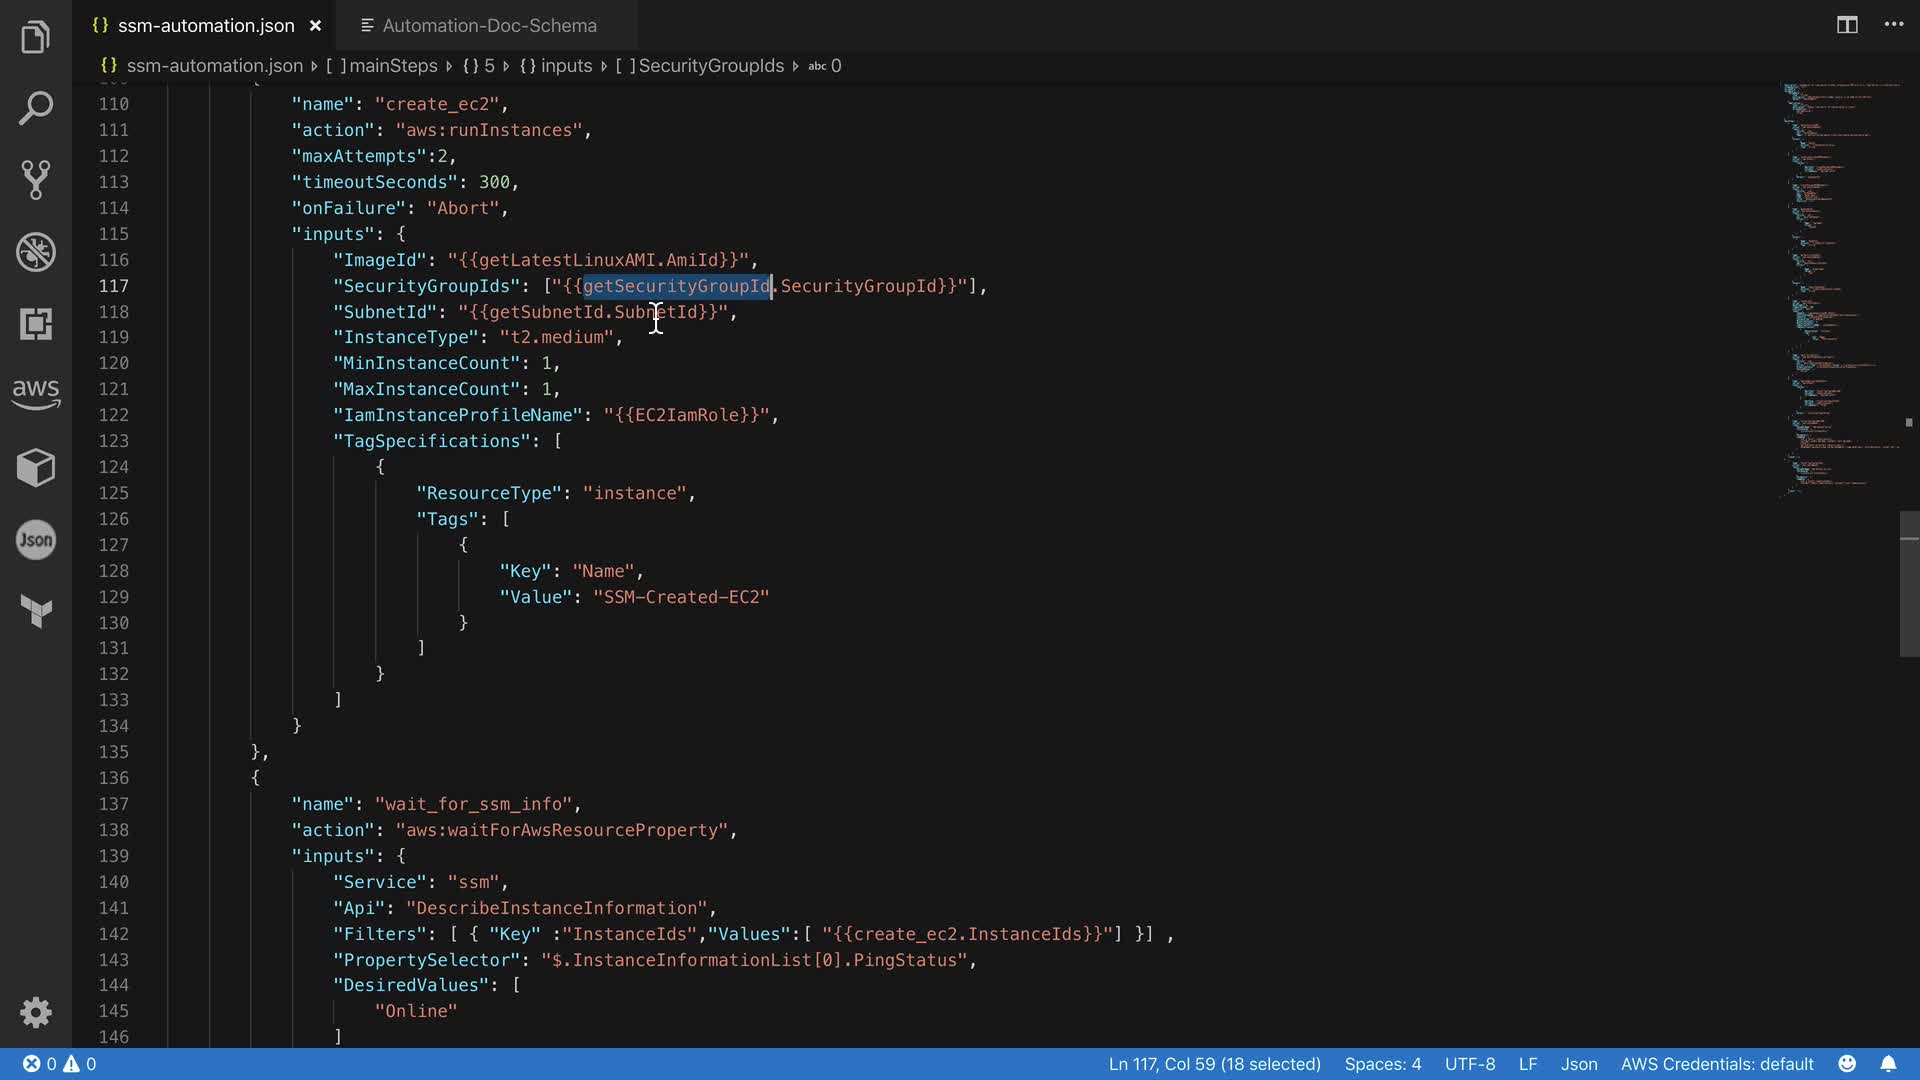 {} ssm-automation.json × Automation-Doc-Schema
{} ssm-automation.json ▸ [ ] mainSteps ▸ {} 5 ▸ {} inputs ▸ [ ] SecurityGroupIds ▸ abc 0
110 "name": "create_ec2",
111 "action": "aws:runInstances",
112 "maxAttempts":2,
113 "timeoutSeconds": 300,
114 "onFailure": "Abort",
115 "inputs": {
116 "ImageId": "{{getLatestLinuxAMI.AmiId}}",
117 "SecurityGroupIds": ["{{getSecurityGroupId.SecurityGroupId}}"],
118 "SubnetId": "{{getSubnetId.SubnetId}}",
119 "InstanceType": "t2.medium",
120 "MinInstanceCount": 1,
121 "MaxInstanceCount": 1,
122 "IamInstanceProfileName": "{{EC2IamRole}}",
123 "TagSpecifications": [
124 {
125 "ResourceType": "instance",
126 "Tags": [
127 {
128 "Key": "Name",
129 "Value": "SSM-Created-EC2"
130 }
131 ]
132 }
133 ]
134 }
135 },
136 {
137 "name": "wait_for_ssm_info",
138 "action": "aws:waitForAwsResourceProperty",
139 "inputs": {
140 "Service": "ssm",
141 "Api": "DescribeInstanceInformation",
142 "Filters": [ { "Key" :"InstanceIds","Values":[ "{{create_ec2.InstanceIds}}"] }] ,
143 "PropertySelector": "$.InstanceInformationList[0].PingStatus",
144 "DesiredValues": [
145 "Online"
146 ]
aws
Json
0 0 Ln 117, Col 59 (18 selected) Spaces: 4 UTF-8 LF Json AWS Credentials: default